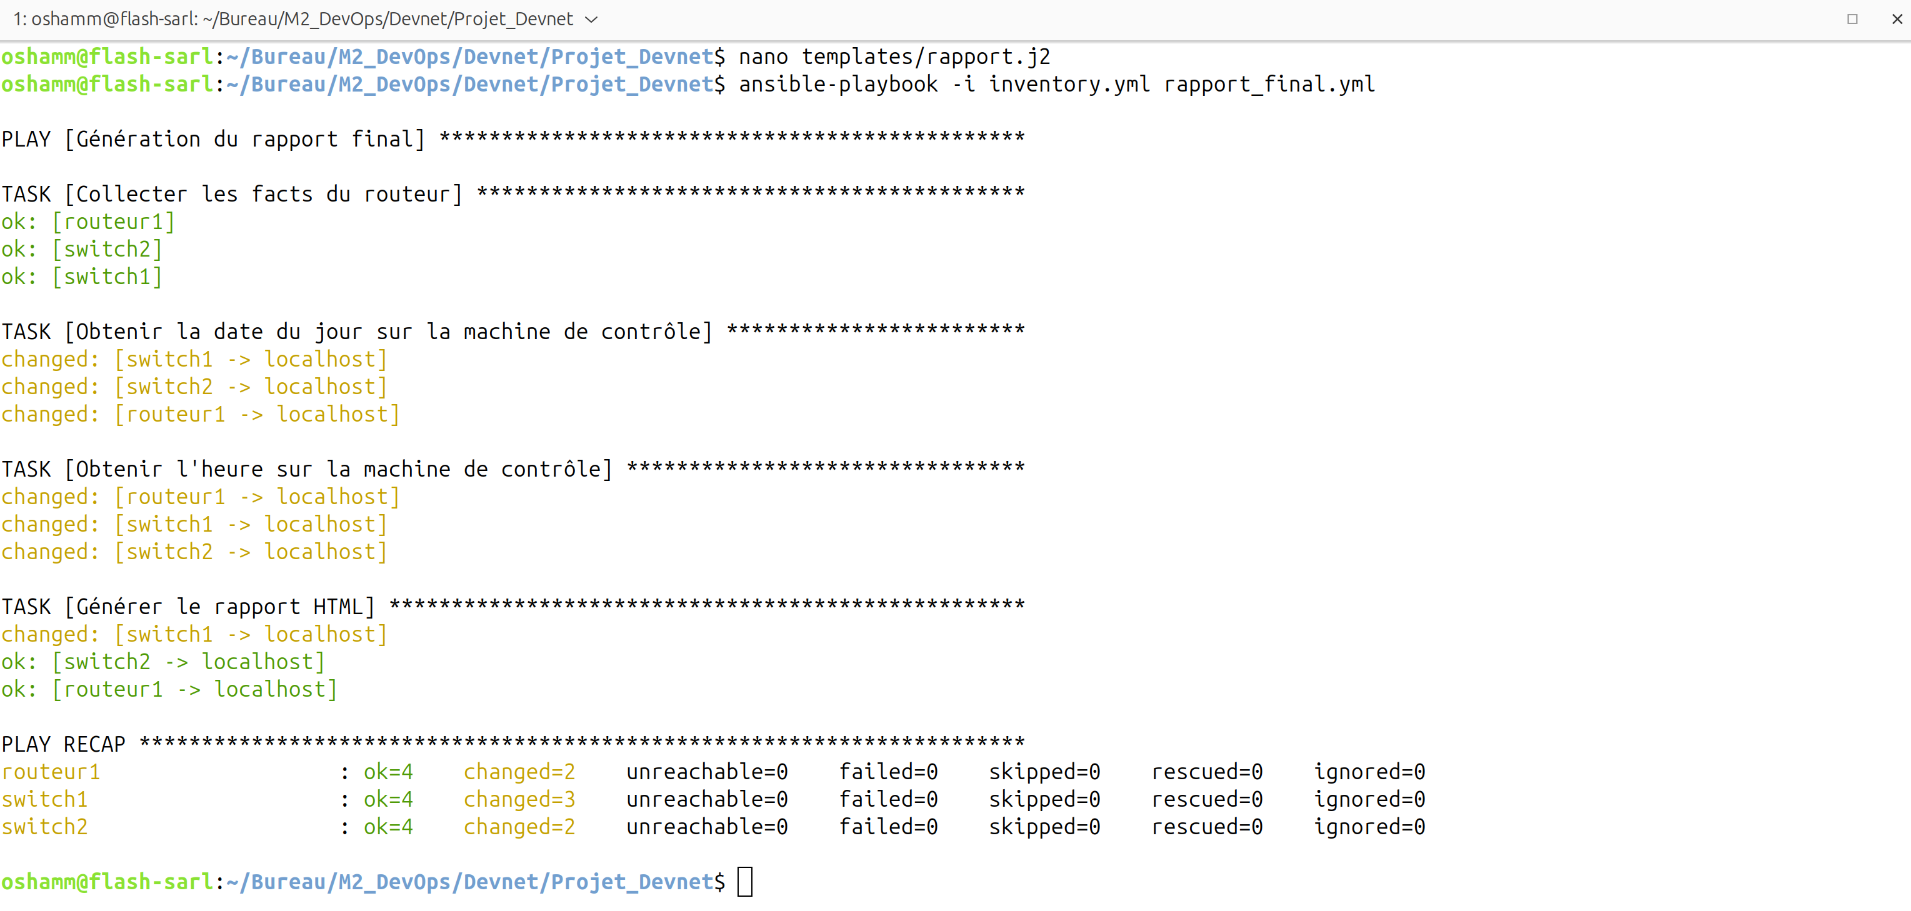 1: oshamm@flash-sarl: ~/Bureau/M2_DevOps/Devnet/Projet_Devnet
oshamm@flash-sarl:~/Bureau/M2_DevOps/Devnet/Projet_Devnet$ nano templates/rapport.j2
oshamm@flash-sarl:~/Bureau/M2_DevOps/Devnet/Projet_Devnet$ ansible-playbook -i inventory.yml rapport_final.yml
PLAY [Génération du rapport final] ***********************************************
TASK [Collecter les facts du routeur] ********************************************
ok: [routeur1]
ok: [switch2]
ok: [switch1]
TASK [Obtenir la date du jour sur la machine de contrôle] ************************
changed: [switch1 -> localhost]
changed: [switch2 -> localhost]
changed: [routeur1 -> localhost]
TASK [Obtenir l'heure sur la machine de contrôle] ********************************
changed: [routeur1 -> localhost]
changed: [switch1 -> localhost]
changed: [switch2 -> localhost]
TASK [Générer le rapport HTML] ***************************************************
changed: [switch1 -> localhost]
ok: [switch2 -> localhost]
ok: [routeur1 -> localhost]
PLAY RECAP ***********************************************************************
routeur1                   : ok=4    changed=2    unreachable=0    failed=0    skipped=0    rescued=0    ignored=0
switch1                    : ok=4    changed=3    unreachable=0    failed=0    skipped=0    rescued=0    ignored=0
switch2                    : ok=4    changed=2    unreachable=0    failed=0    skipped=0    rescued=0    ignored=0
oshamm@flash-sarl:~/Bureau/M2_DevOps/Devnet/Projet_Devnet$